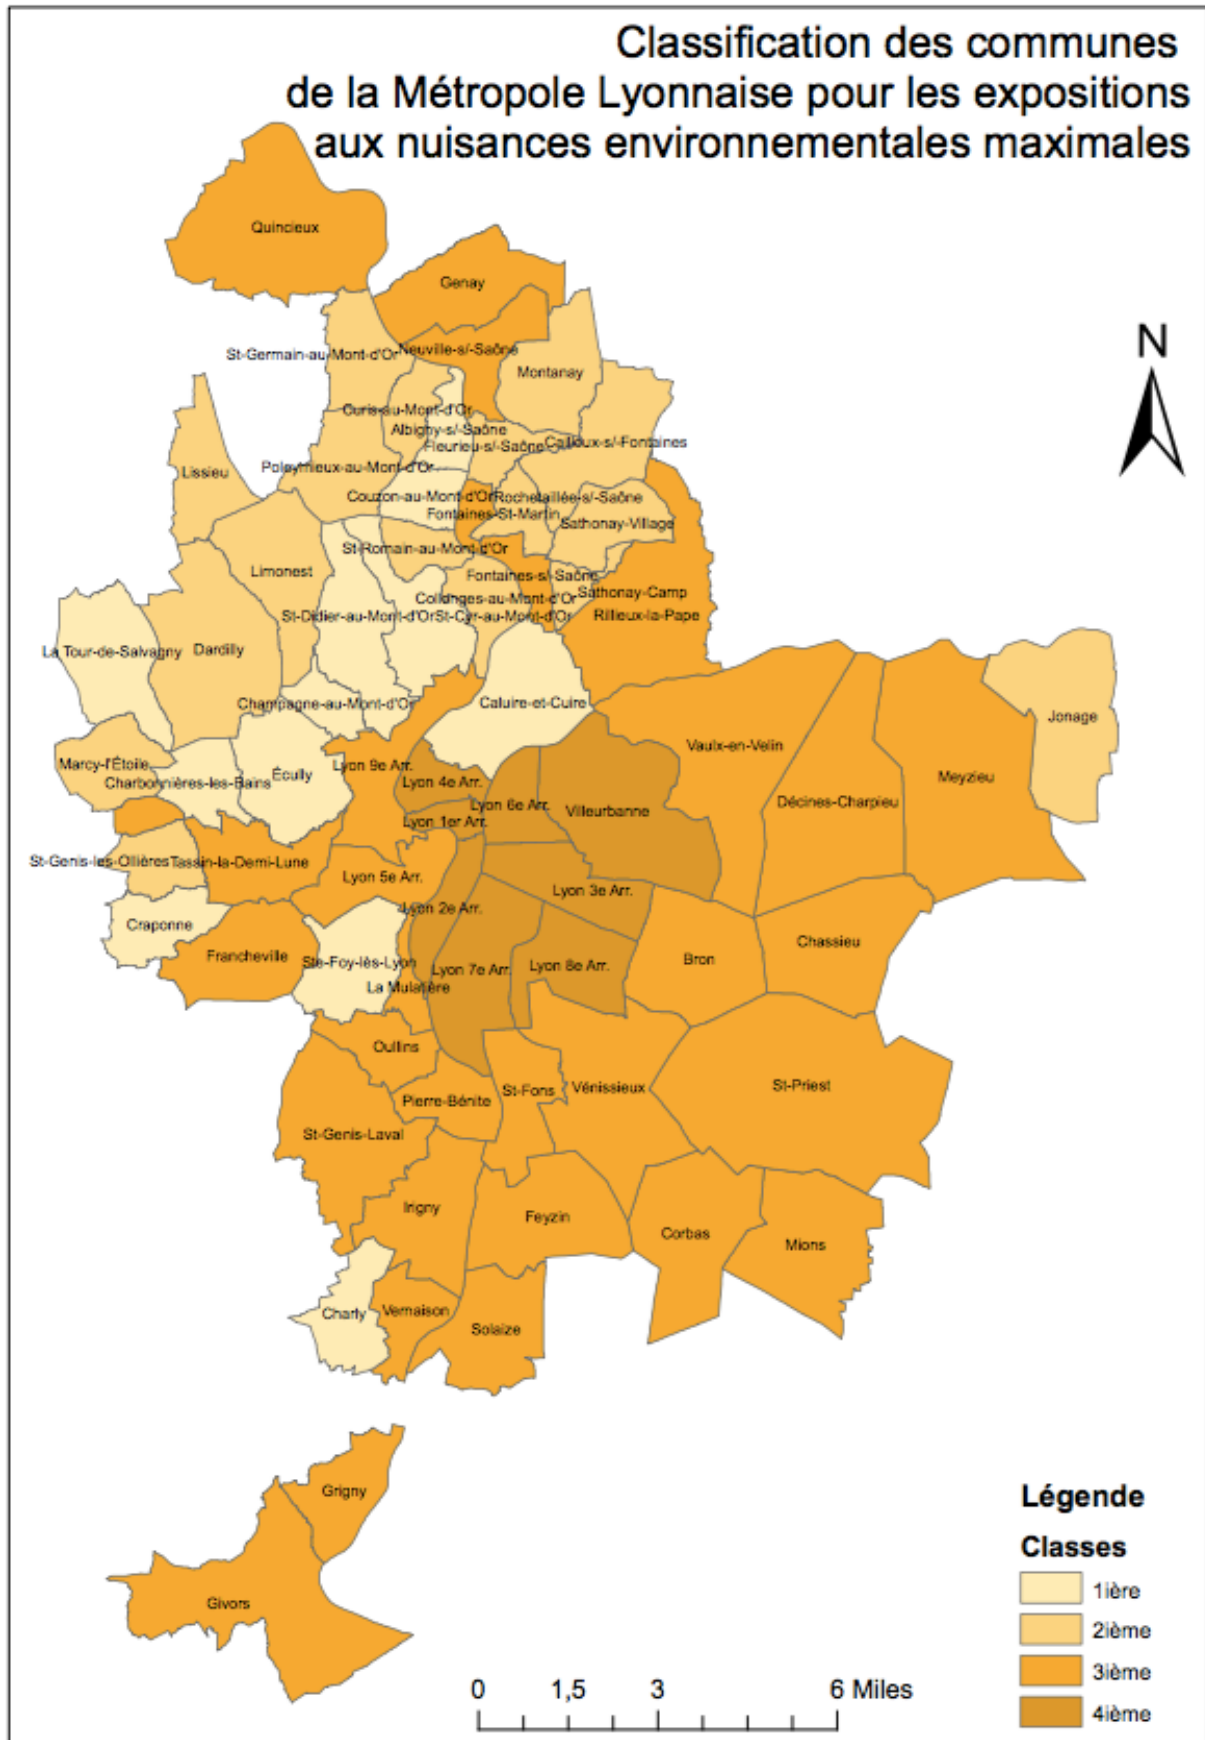 Classification des communes
de la Métropole Lyonnaise pour les expositions
aux nuisances environnementales maximales
Quincieux
Genay
N
St-Germain-au-Mont-d'Or
Neuville-s/-Saône
Montanay
Curis-au-Mont-d'Or
Albigny-s/-Saône
Fleurieu-s/-Saône
Cailloux-s/-Fontaines
Lissieu
Poleymieux-au-Mont-d'Or
Couzon-au-Mont-d'Or
Rochetaillée-s/-Saône
Fontaines-St-Martin
Sathonay-Village
St-Romain-au-Mont-d'Or
Limonest
Fontaines-s/-Saône
Sathonay-Camp
Collonges-au-Mont-d'Or
St-Didier-au-Mont-d'Or
St-Cyr-au-Mont-d'Or
Rillieux-la-Pape
La Tour-de-Salvagny
Dardilly
Champagne-au-Mont-d'Or
Caluire-et-Cuire
Jonage
Vaulx-en-Velin
Marcy-l'Étoile
Lyon 9e Arr.
Écully
Charbonnières-les-Bains
Lyon 4e Arr.
Meyzieu
Décines-Charpieu
Lyon 6e Arr.
Villeurbanne
Lyon 1er Arr.
St-Genis-les-Ollières
Tassin-la-Demi-Lune
Lyon 5e Arr.
Lyon 3e Arr.
Lyon 2e Arr.
Craponne
Chassieu
Francheville
Ste-Foy-lès-Lyon
Bron
Lyon 7e Arr.
Lyon 8e Arr.
La Mulatière
Oullins
St-Fons
Vénissieux
St-Priest
Pierre-Bénite
St-Genis-Laval
Irigny
Feyzin
Corbas
Mions
Charly
Vernaison
Solaize
Grigny
Givors
Légende
Classes
1ière
2ième
3ième
4ième
0 1,5 3 6 Miles